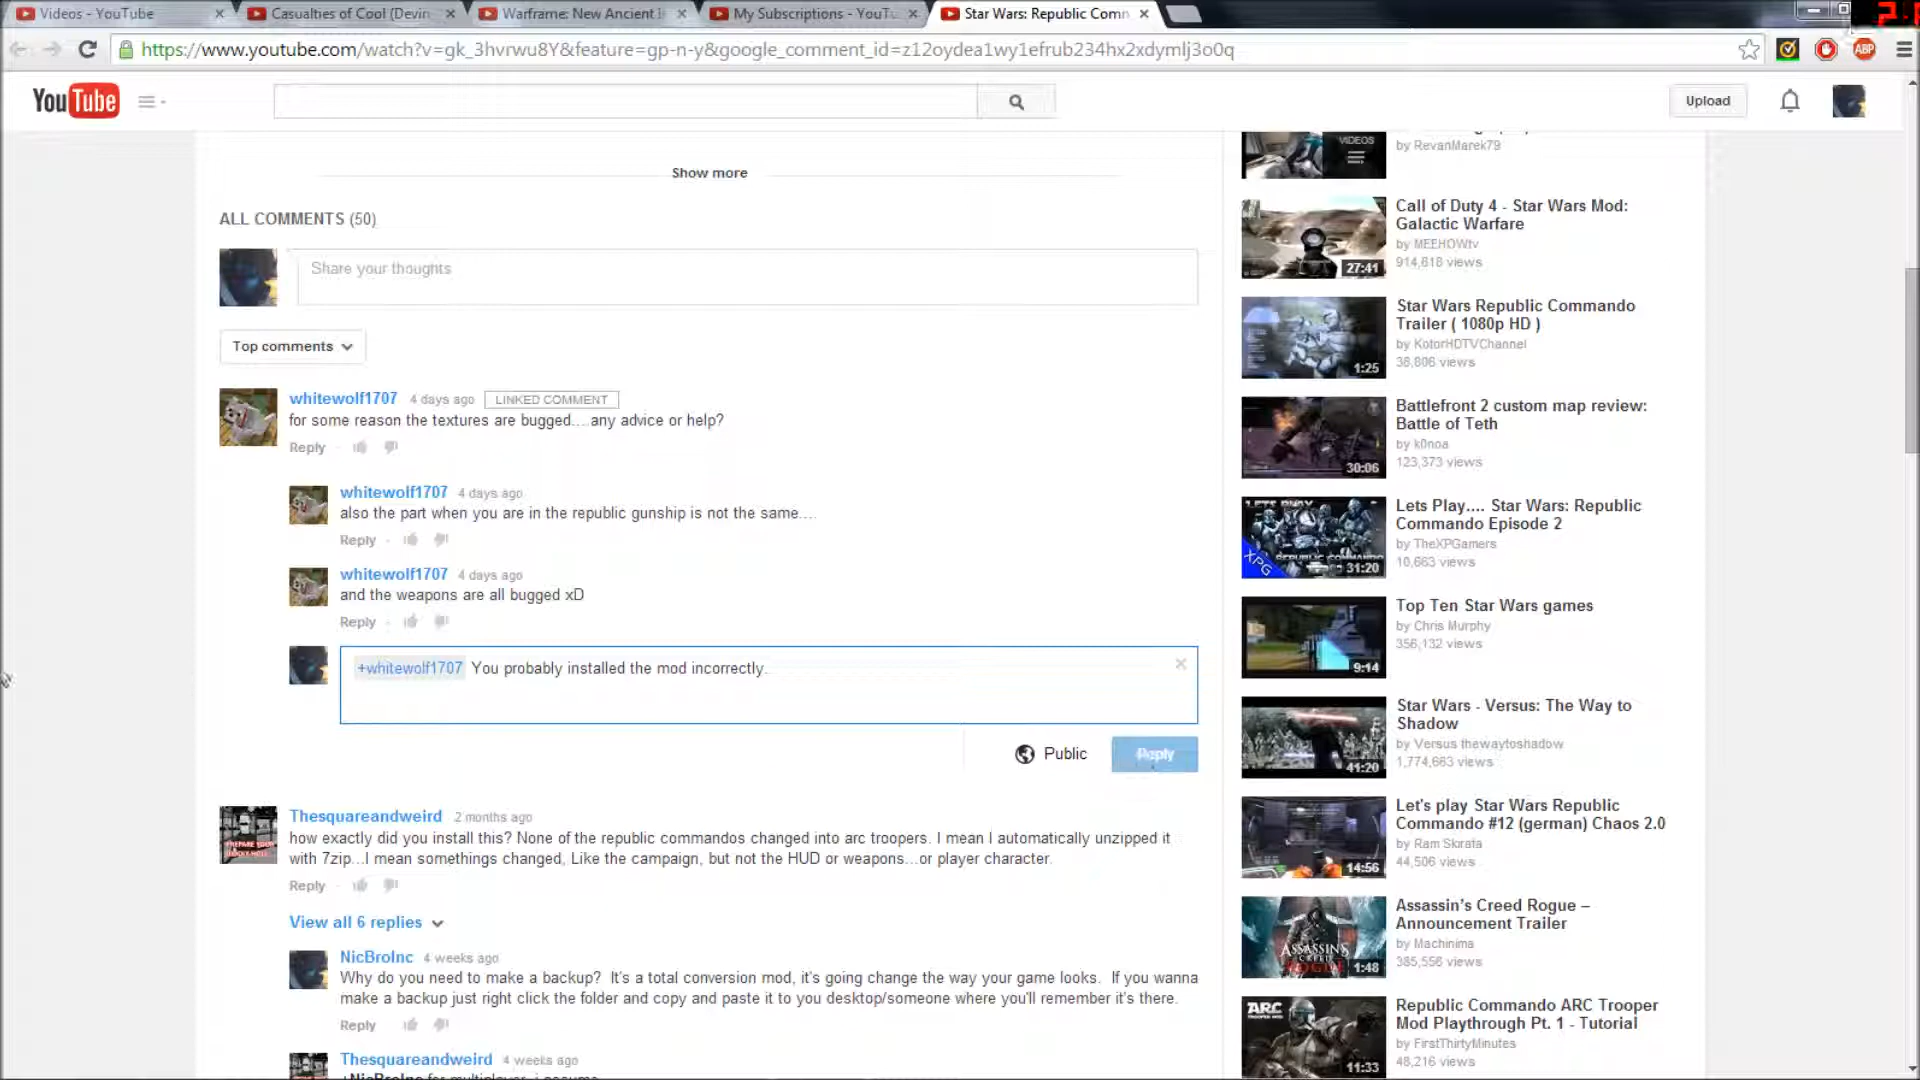 Videos - YouTube
Casualties of Cool (Devin
Warframe: New Ancient I
My Subscriptions - YouTu
Star Wars: Republic Comm
https://www.youtube.com/watch?v=gk_3hvrwu8Y&feature=gp-n-y&google_comment_id=z12oydea1wy1efrub234hx2xdymlj3o0q
ABP
YouTube
Upload
Show more
ALL COMMENTS (50)
Share your thoughts
Top comments
whitewolf1707 4 days ago LINKED COMMENT
for some reason the textures are bugged....any advice or help?
Reply
whitewolf1707 4 days ago
also the part when you are in the republic gunship is not the same....
Reply
whitewolf1707 4 days ago
and the weapons are all bugged xD
Reply
+whitewolf1707 You probably installed the mod incorrectly.
Public Reply
Thesquareandweird 2 months ago
how exactly did you install this? None of the republic commandos changed into arc troopers. I mean I automatically unzipped it
with 7zip...I mean somethings changed, Like the campaign, but not the HUD or weapons...or player character.
Reply
View all 6 replies
NicBroInc 4 weeks ago
Why do you need to make a backup? It's a total conversion mod, it's going change the way your game looks. If you wanna
make a backup just right click the folder and copy and paste it to you desktop/someone where you'll remember it's there.
Reply
Thesquareandweird 4 weeks ago
VIDEOS
by RevanMarek79
Call of Duty 4 - Star Wars Mod:
Galactic Warfare
by MEEHOWtv
914,618 views
27:41
Star Wars Republic Commando
Trailer ( 1080p HD )
by KotorHDTVChannel
38,806 views
1:25
Battlefront 2 custom map review:
Battle of Teth
by k0noa
123,373 views
30:06
Lets Play.... Star Wars: Republic
Commando Episode 2
by TheXPGamers
10,663 views
XPG
31:20
Top Ten Star Wars games
by Chris Murphy
356,132 views
9:14
Star Wars - Versus: The Way to
Shadow
by Versus thewaytoshadow
1,774,663 views
41:20
Let's play Star Wars Republic
Commando #12 (german) Chaos 2.0
by Ram Skirata
44,506 views
14:56
Assassin's Creed Rogue –
Announcement Trailer
by Machinima
385,556 views
ASSASSINS
CREED
ROGUE
1:48
Republic Commando ARC Trooper
Mod Playthrough Pt. 1 - Tutorial
by FirstThirtyMinutes
48,216 views
ARC
11:33